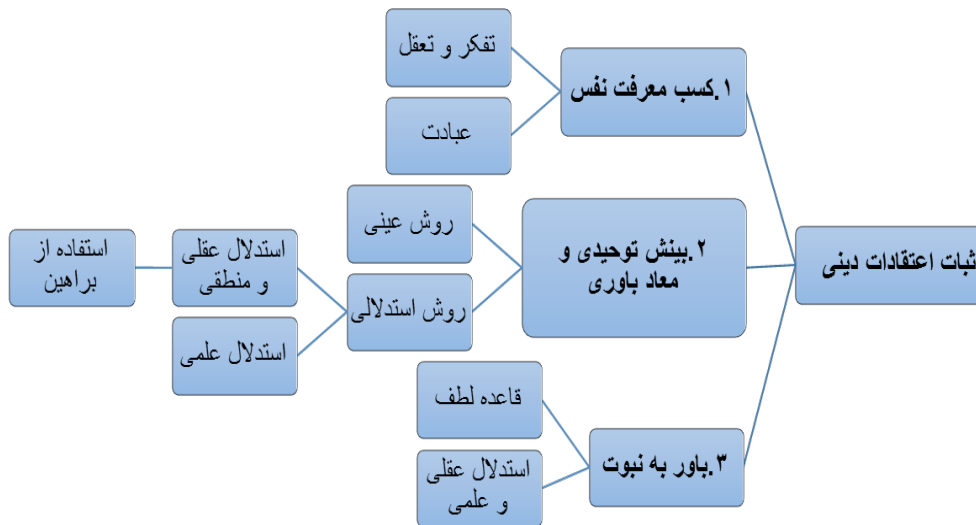 ثبات اعتقادات دینی
۱.کسب معرفت نفس
تفکر و تعقل
عبادت
۲.بینش توحیدی و
معاد باوری
روش عینی
روش استدلالی
استدلال عقلی
و منطقی
استفاده از
براهین
استدلال علمی
۳.باور به نبوت
قاعده لطف
استدلال عقلی
و علمی